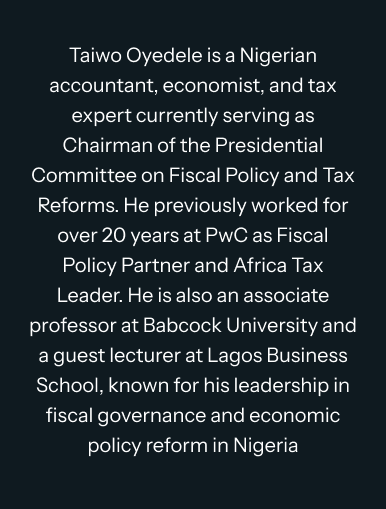 Taiwo Oyedele is a Nigerian
accountant, economist, and tax
expert currently serving as
Chairman of the Presidential
Committee on Fiscal Policy and Tax
Reforms. He previously worked for
over 20 years at PwC as Fiscal
Policy Partner and Africa Tax
Leader. He is also an associate
professor at Babcock University and
a guest lecturer at Lagos Business
School, known for his leadership in
fiscal governance and economic
policy reform in Nigeria